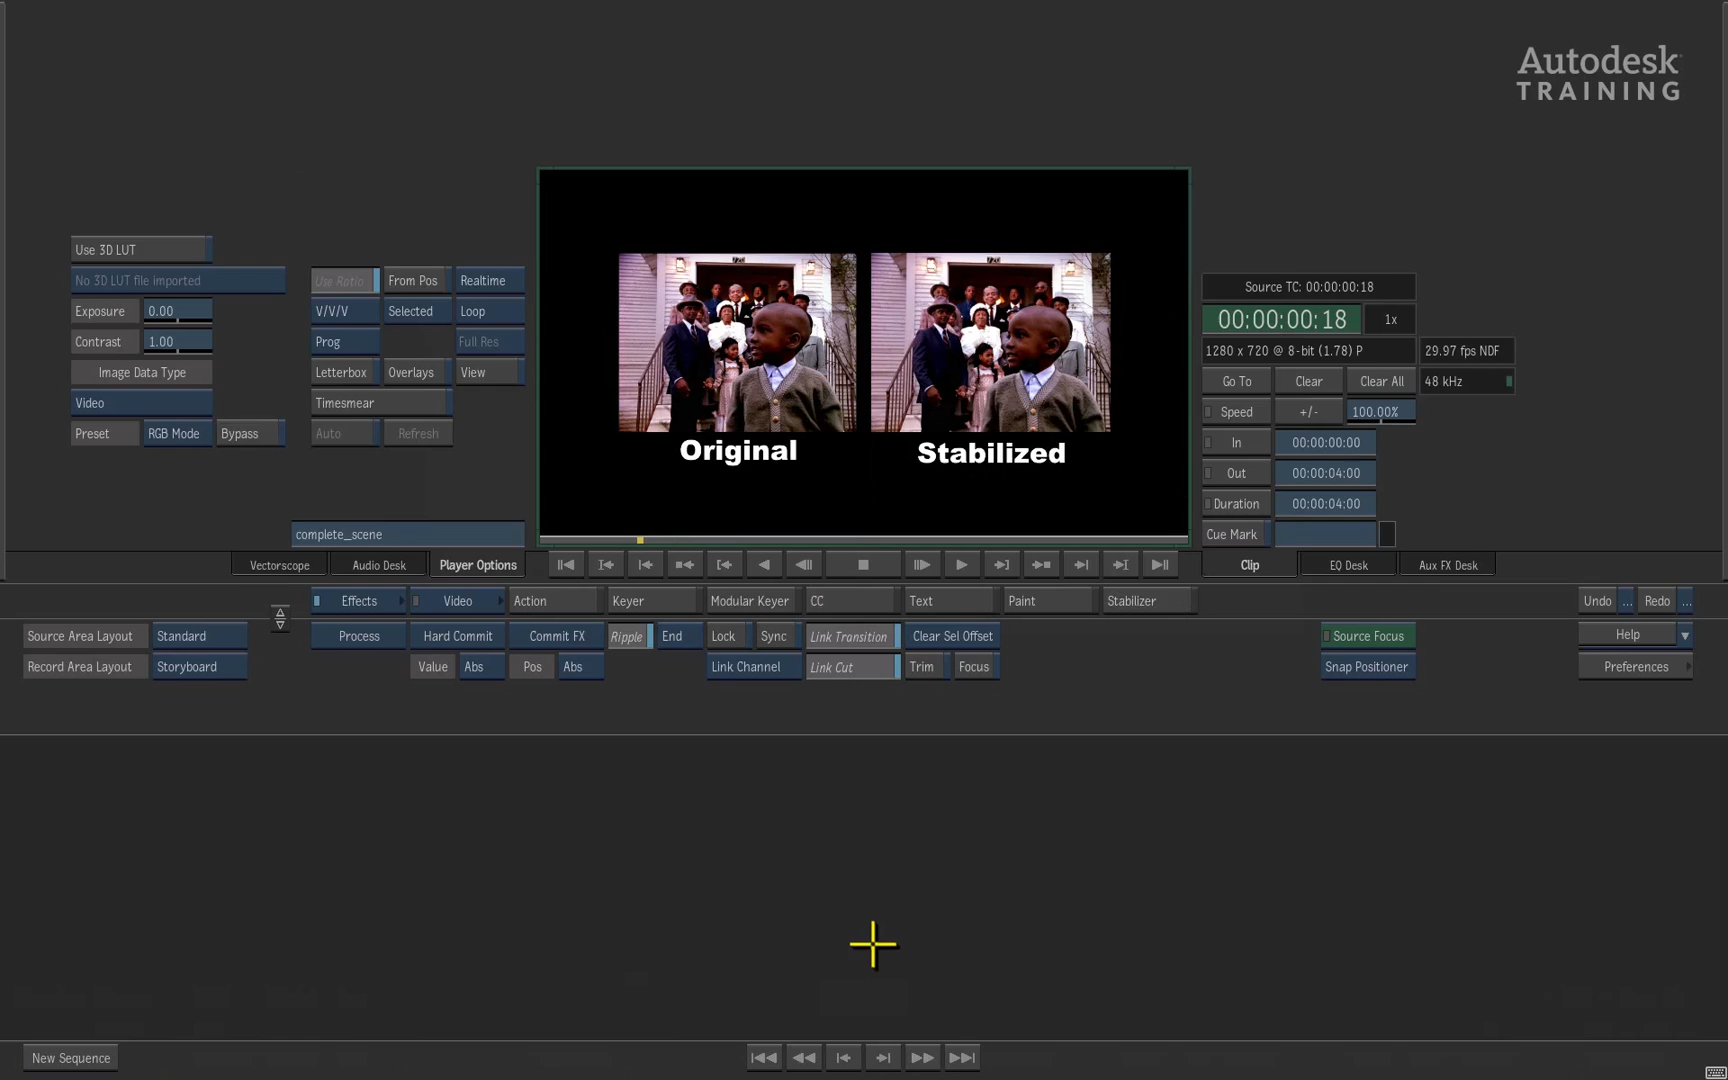 Autodesk
TRAINING
Use 3D LUT
No 3D LUT file imported
Exposure 0.00
Contrast 1.00
Image Data Type
Video
Preset RGB Mode Bypass
Use Ratio From Pos Realtime
V/V/V Selected Loop
Prog Full Res
Letterbox Overlays View
Timesmear
Auto Refresh
complete_scene
720 720
Original Stabilized
Source TC: 00:00:00:18
00:00:00:18 1x
1280 x 720 @ 8-bit (1.78) P 29.97 fps NDF
Go To Clear Clear All 48 kHz
Speed +/- 100.00%
In 00:00:00:00
Out 00:00:04:00
Duration 00:00:04:00
Cue Mark
Vectorscope Audio Desk Player Options Clip EQ Desk Aux FX Desk
Effects Video Action Keyer Modular Keyer CC Text Paint Stabilizer Undo ... Redo ...
Source Area Layout Standard Process Hard Commit Commit FX Ripple End Lock Sync Link Transition Clear Sel Offset Source Focus Help
Record Area Layout Storyboard Value Abs Pos Abs Link Channel Link Cut Trim Focus Snap Positioner Preferences
New Sequence